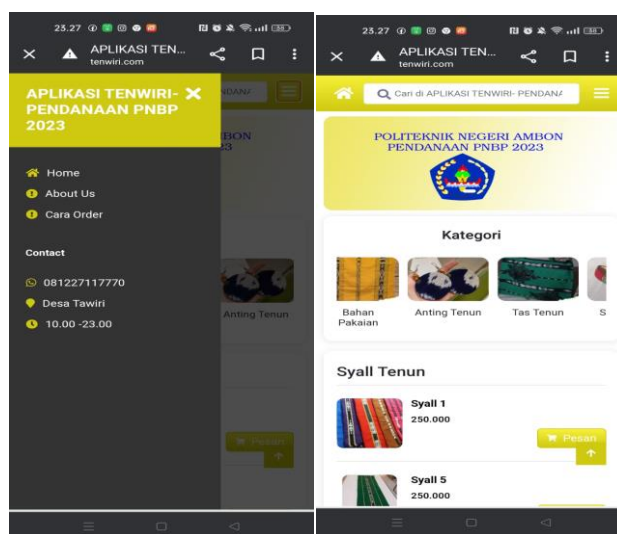 23.27
38
APLIKASI TEN...
tenwiri.com
APLIKASI TENWIRI-
PENDANAAN PNBP
2023
Home
About Us
Cara Order
Contact
081227117770
Desa Tawiri
10.00 -23.00
NDANA
BON
23
Anting Tenun
Pesan
23.27
38
APLIKASI TEN...
tenwiri.com
Cari di APLIKASI TENWIRI- PENDANA
POLITEKNIK NEGERI AMBON
PENDANAAN PNBP 2023
Kategori
Bahan
Pakaian
Anting Tenun
Tas Tenun
S
Syall Tenun
Syall 1
250.000
Pesan
Syall 5
250.000